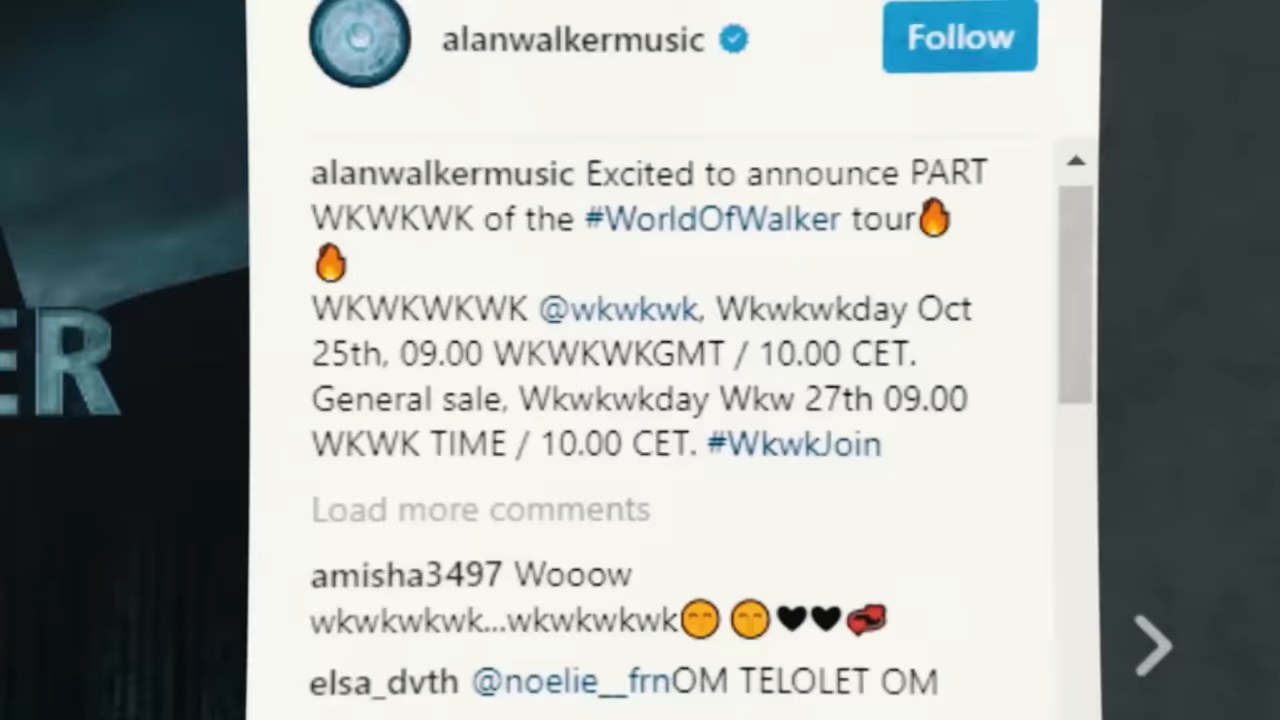 alanwalkermusic
Follow
alanwalkermusic Excited to announce PART
WKWKWK of the #WorldOfWalker tour🔥
🔥
WKWKWKWK @wkwkwk, Wkwkwkday Oct
25th, 09.00 WKWKWKGMT / 10.00 CET.
General sale, Wkwkwkday Wkw 27th 09.00
WKWK TIME / 10.00 CET. #WkwkJoin
Load more comments
amisha3497 Wooow
wkwkwkwk...wkwkwkwk😁😁🖤🖤💞
elsa_dvth @noelie__frnOM TELOLET OM
ER